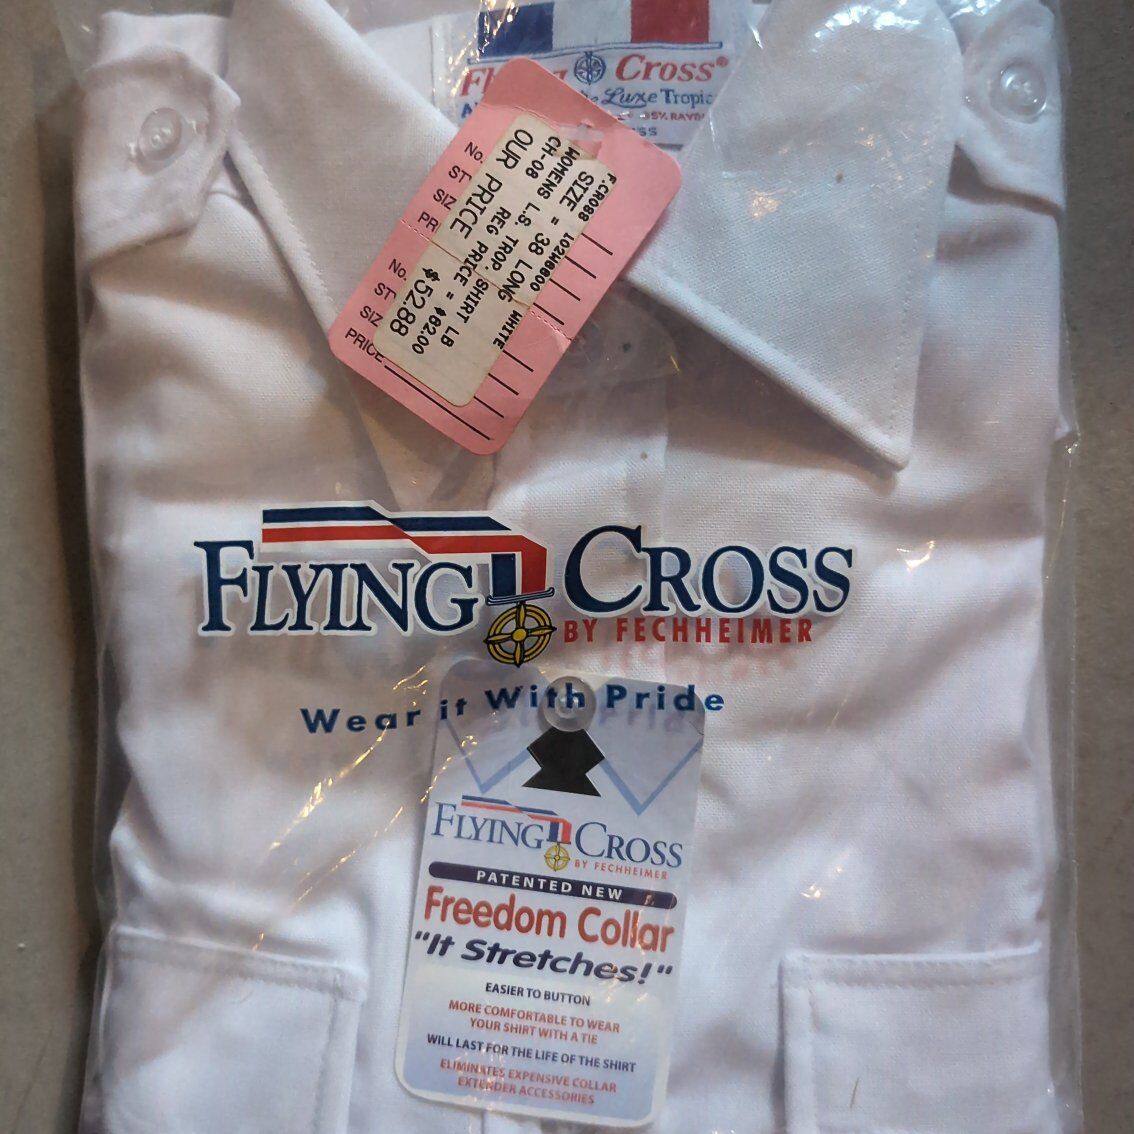 Cross®
Luxe Tropic
F.CROSS 102W6600 WHITE
SIZE = 38 LONG
WOMENS L.S. TROP. SHIRT LB
CH-08 REG PRICE = $62.00
OUR PRICE $52.88
No.
ST
SIZ
PR
No.
ST
SIZ
PRICE
FLYING CROSS
BY FECHHEIMER
Wear it With Pride
FLYING CROSS
BY FECHHEIMER
PATENTED NEW
Freedom Collar
"It Stretches!"
EASIER TO BUTTON
MORE COMFORTABLE TO WEAR
YOUR SHIRT WITH A TIE
WILL LAST FOR THE LIFE OF THE SHIRT
ELIMINATES EXPENSIVE COLLAR
EXTENDER ACCESSORIES